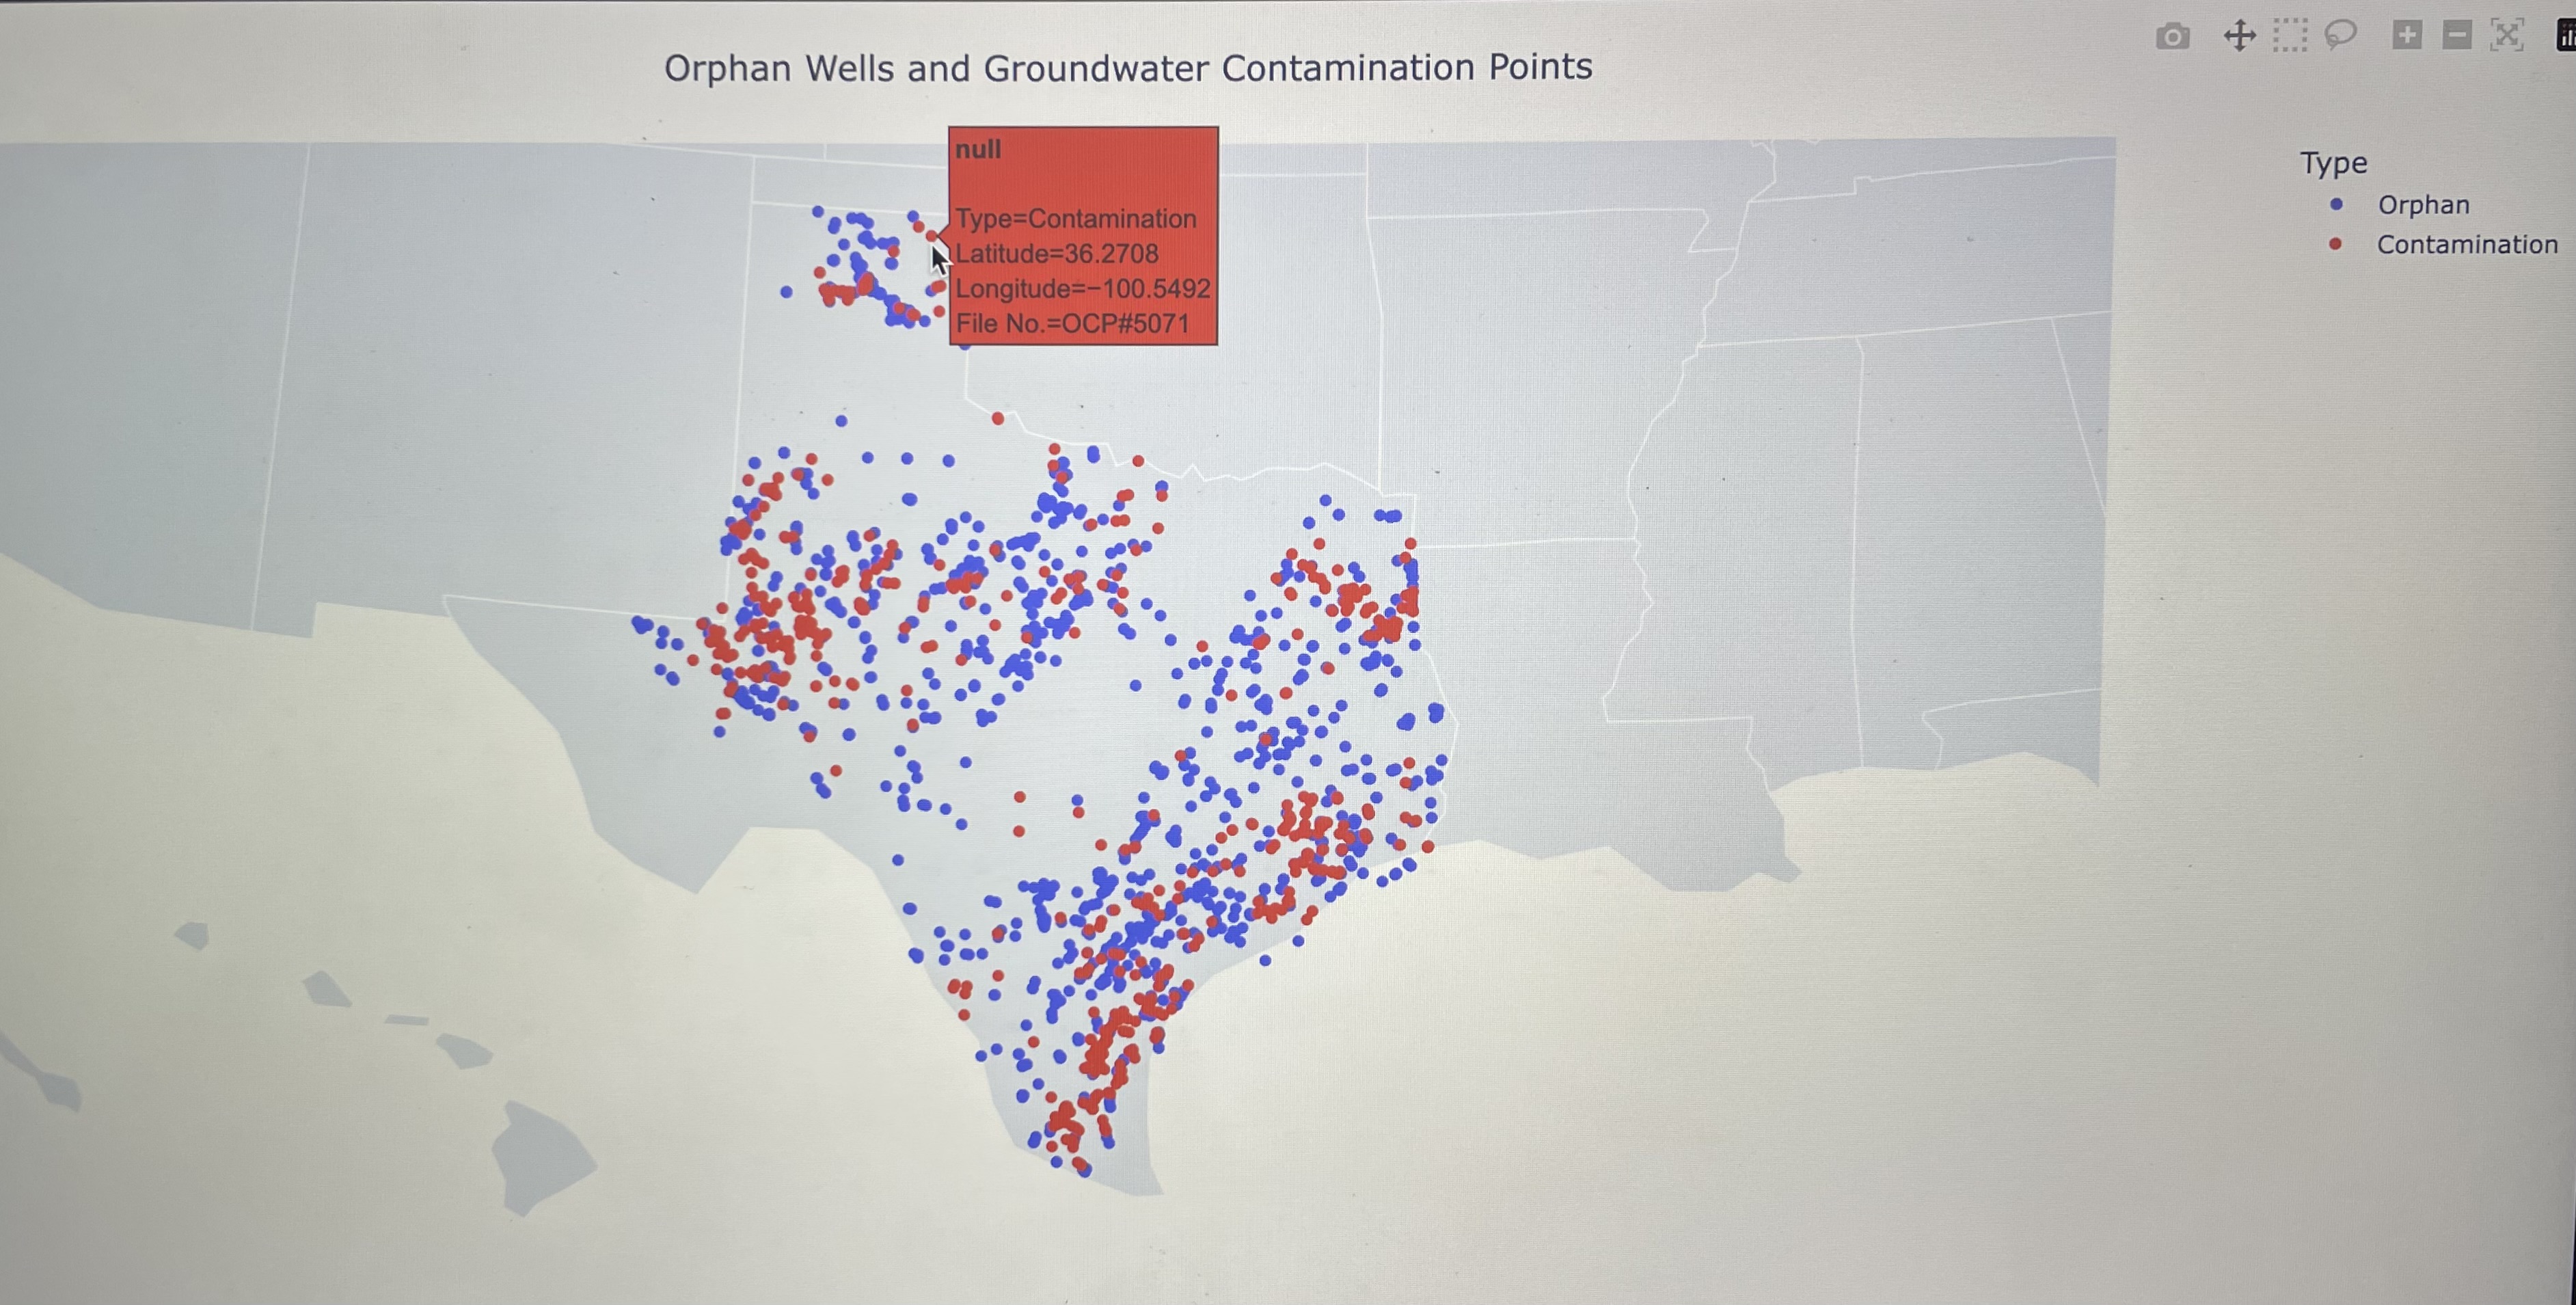 Orphan Wells and Groundwater Contamination Points
null
Type=Contamination
Latitude=36.2708
Longitude=−100.5492
File No.=OCP#5071
Type
Orphan
Contamination